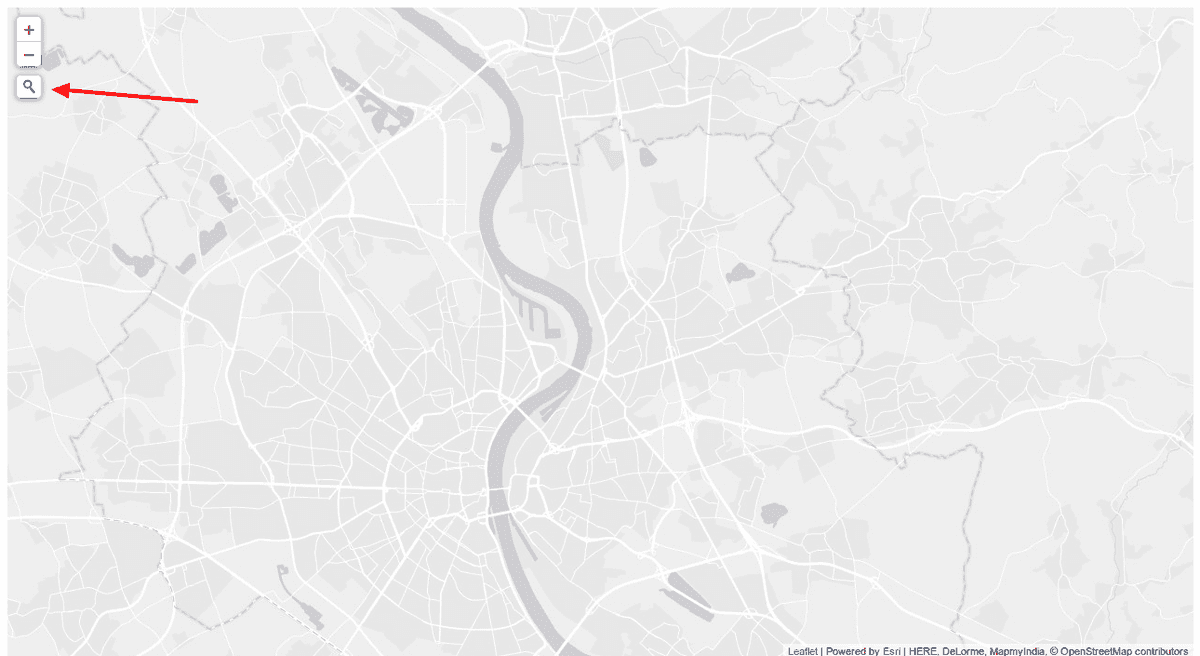 +
−
Leaflet | Powered by Esri | HERE, DeLorme, MapmyIndia, © OpenStreetMap contributors